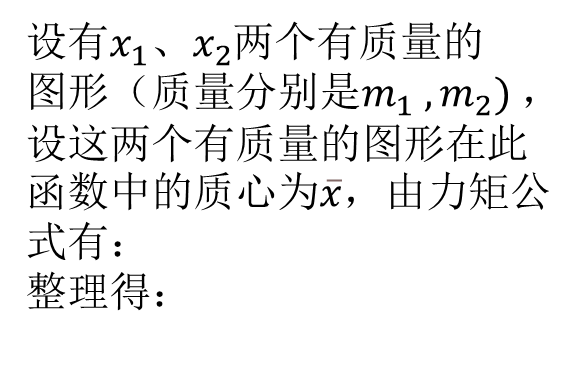 设有x₁、x₂两个有质量的
图形（质量分别是m₁ ,m₂），
设这两个有质量的图形在此
函数中的质心为x̅，由力矩公
式有：
整理得：